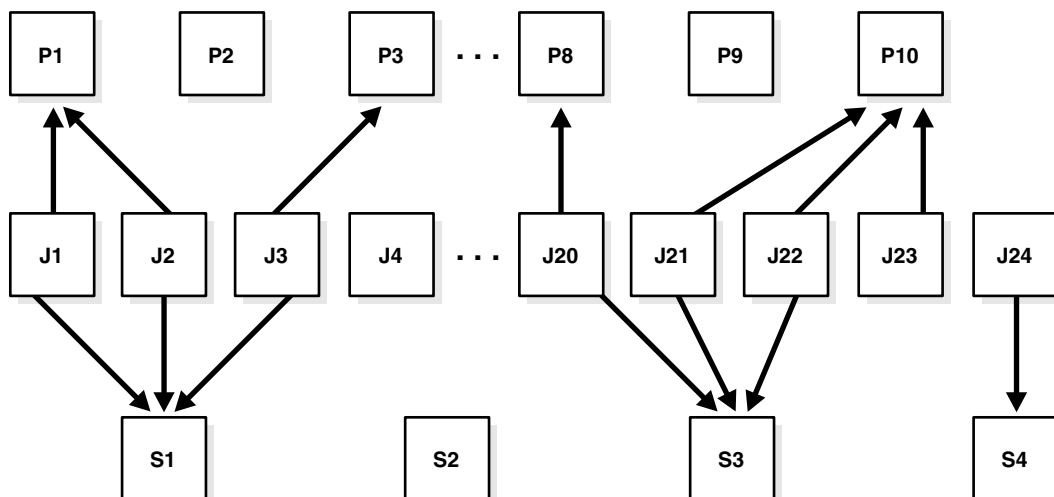 P1 P2 P3 . . . P8 P9 P10
J1 J2 J3 J4 . . . J20 J21 J22 J23 J24
S1 S2 S3 S4